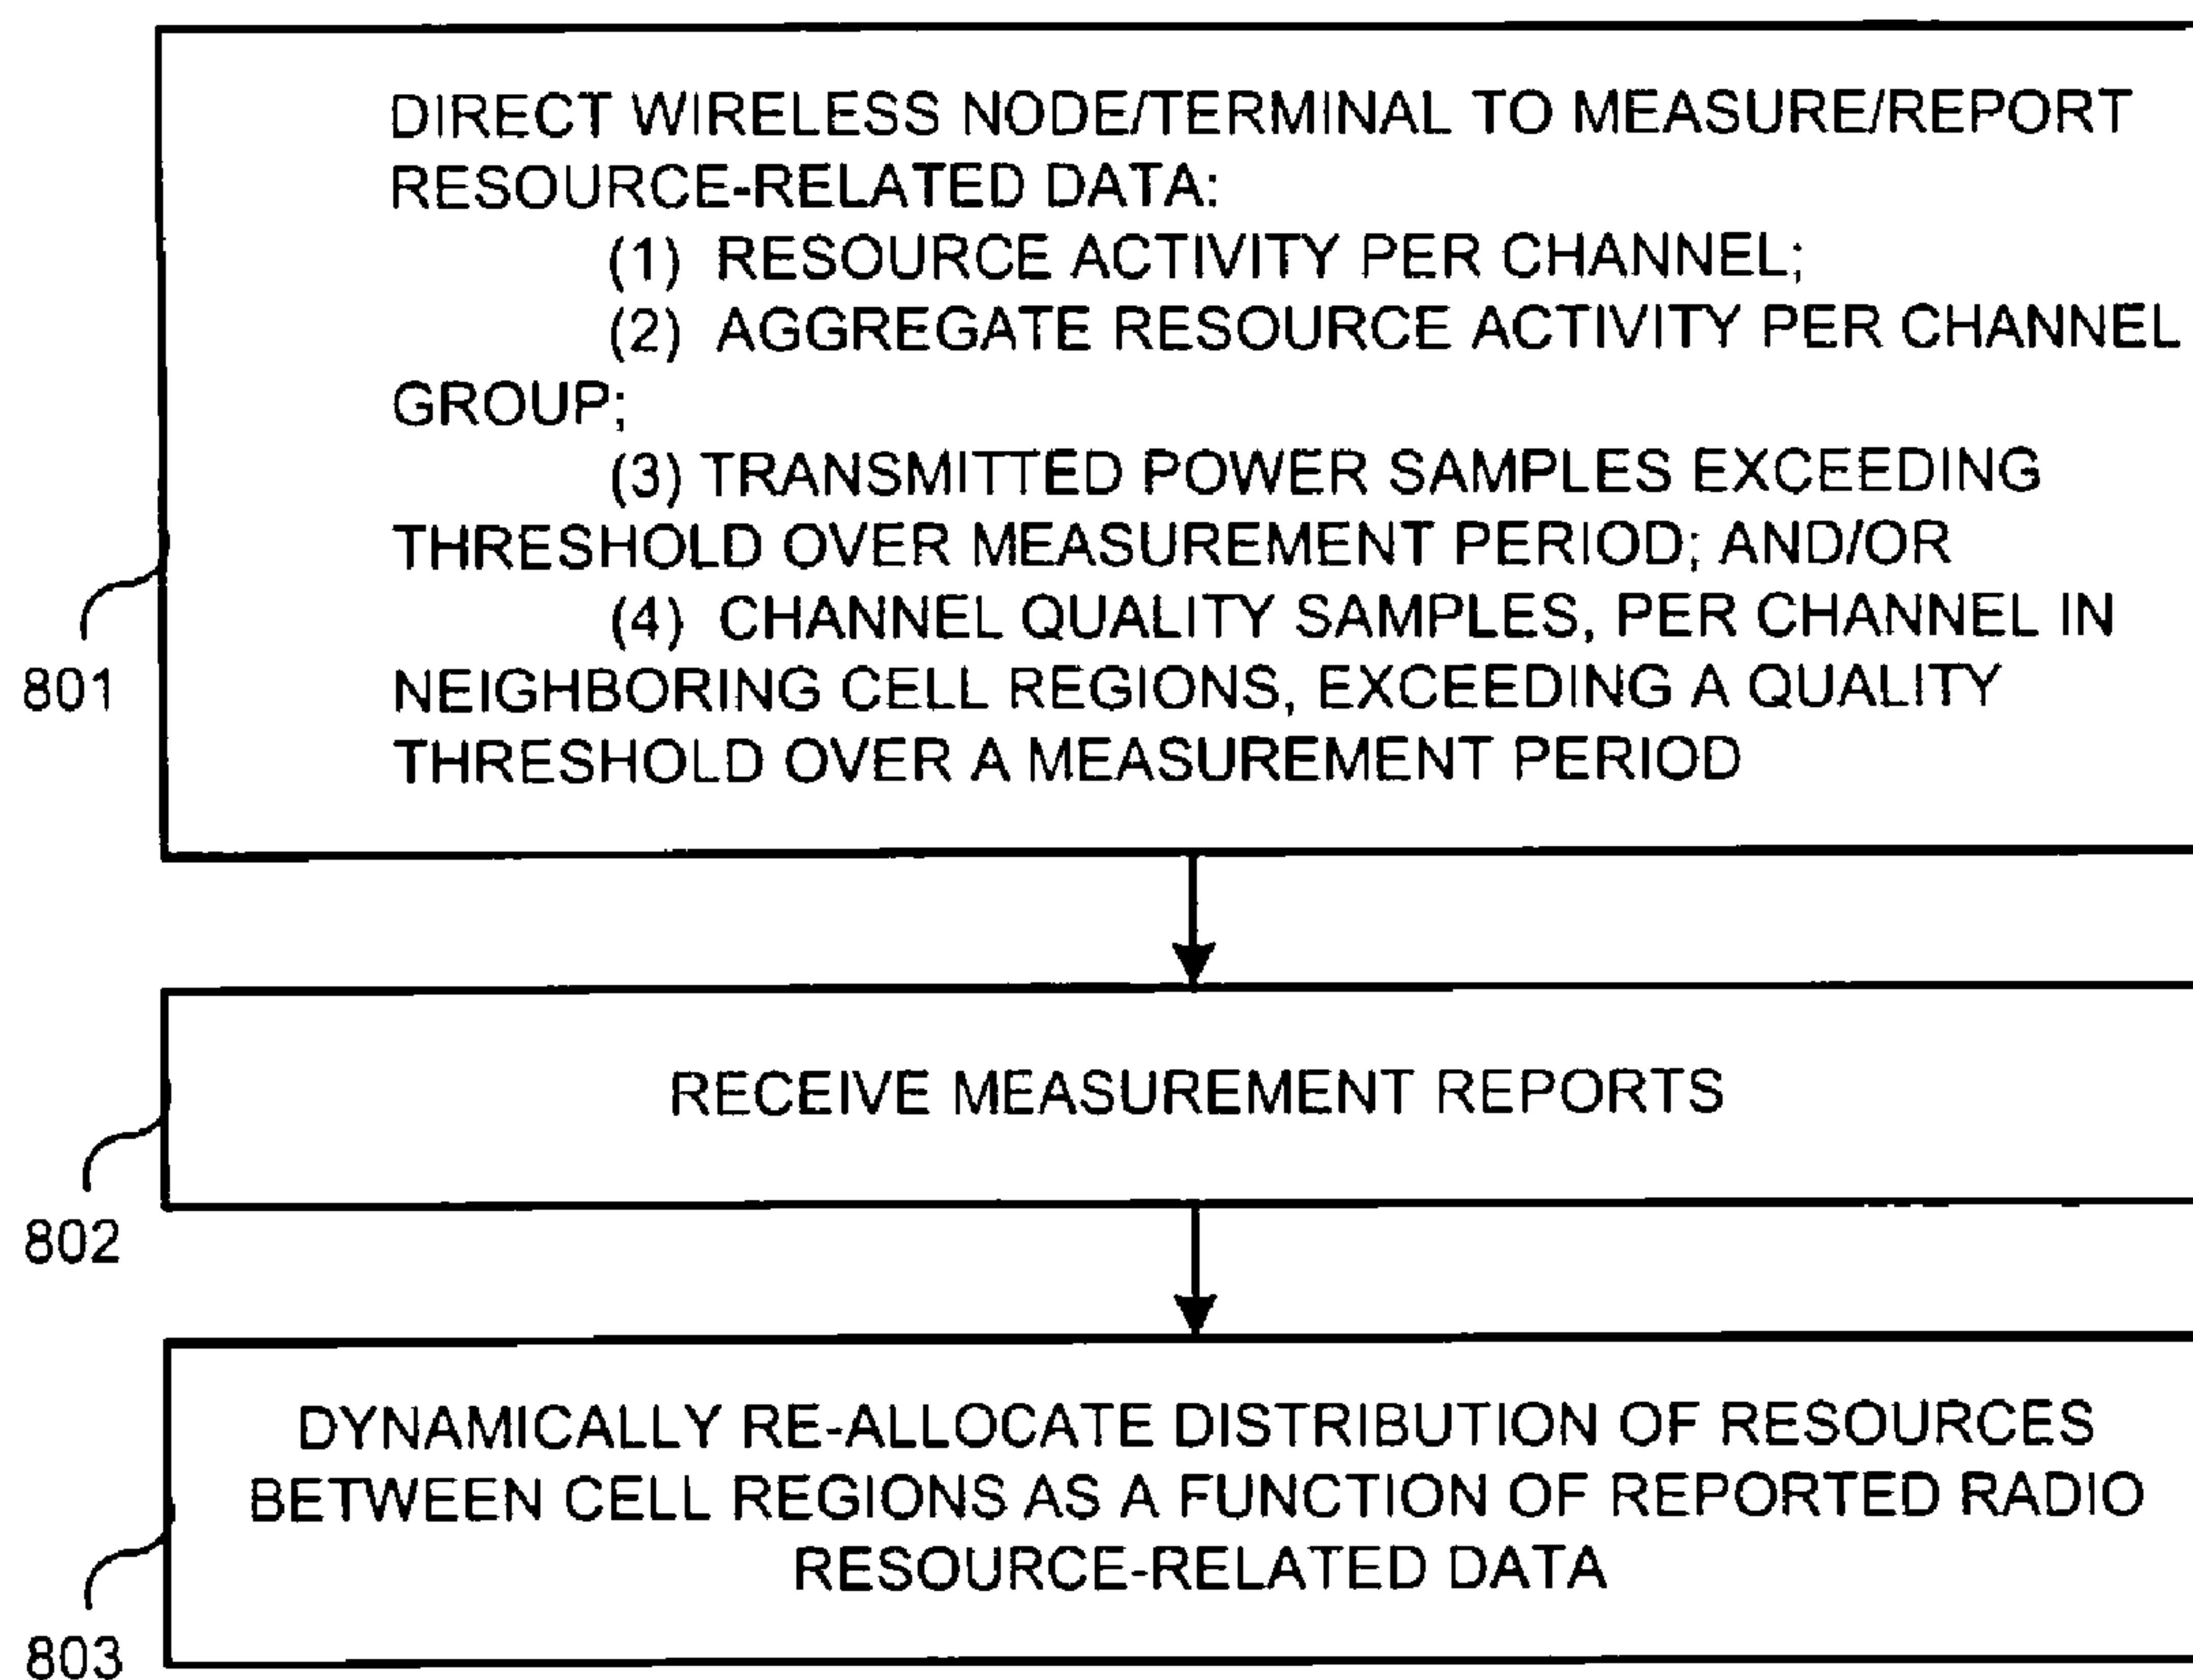 DIRECT WIRELESS NODE/TERMINAL TO MEASURE/REPORT
RESOURCE-RELATED DATA:
(1) RESOURCE ACTIVITY PER CHANNEL;
(2) AGGREGATE RESOURCE ACTIVITY PER CHANNEL
GROUP;
(3) TRANSMITTED POWER SAMPLES EXCEEDING
THRESHOLD OVER MEASUREMENT PERIOD; AND/OR
(4) CHANNEL QUALITY SAMPLES, PER CHANNEL IN
NEIGHBORING CELL REGIONS, EXCEEDING A QUALITY
THRESHOLD OVER A MEASUREMENT PERIOD
801
RECEIVE MEASUREMENT REPORTS
802
DYNAMICALLY RE-ALLOCATE DISTRIBUTION OF RESOURCES
BETWEEN CELL REGIONS AS A FUNCTION OF REPORTED RADIO
RESOURCE-RELATED DATA
803